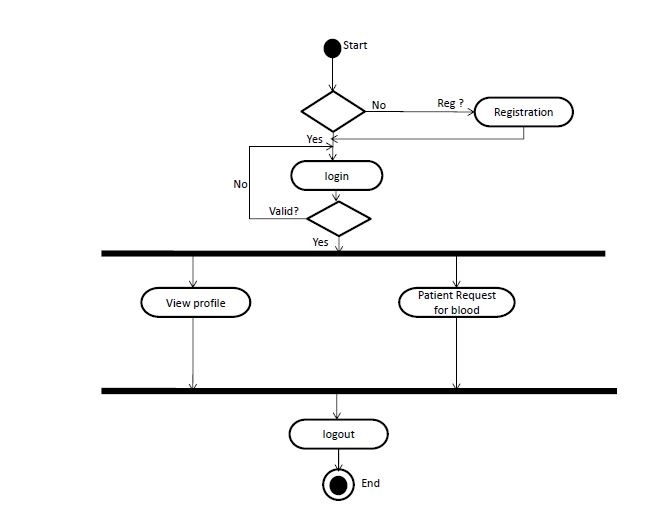 Start
No
Reg ?
Registration
Yes
login
No
Valid?
Yes
View profile
Patient Request
for blood
logout
End